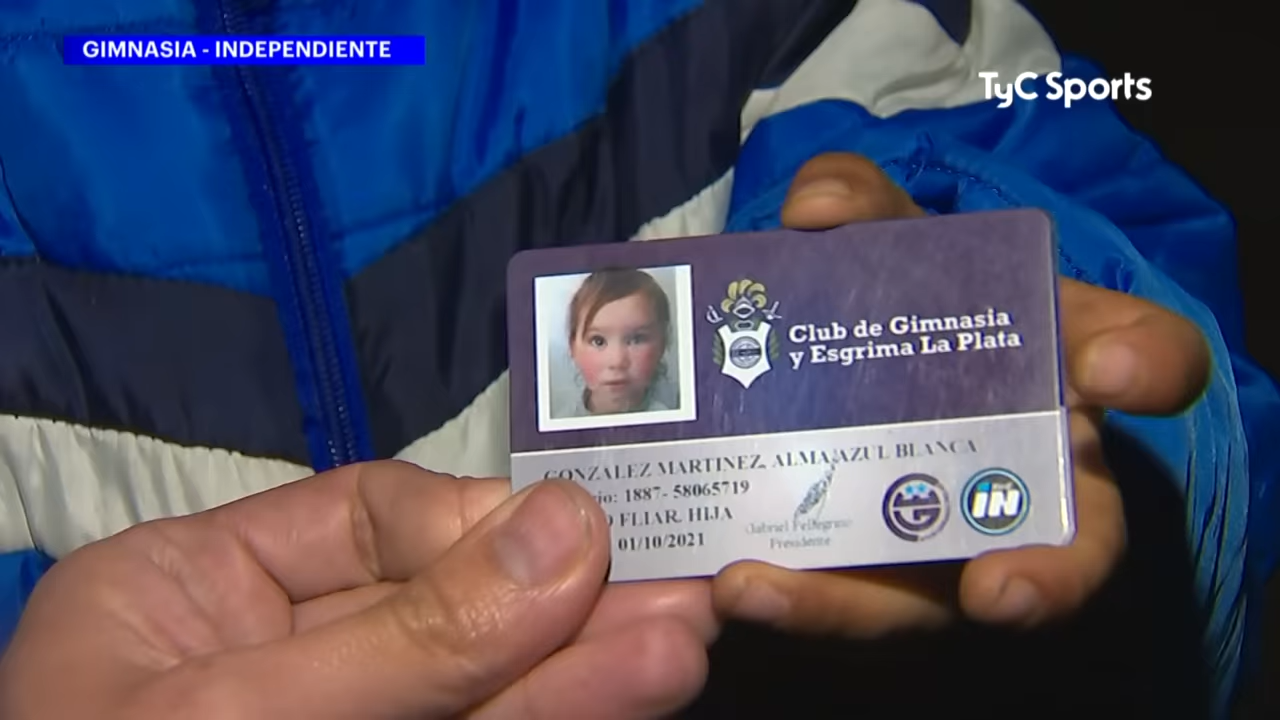 GIMNASIA - INDEPENDIENTE
TyC Sports
Club de Gimnasia
y Esgrima La Plata
GONZALEZ MARTINEZ, ALMA AZUL BLANCA
io: 1887- 58065719
FLIAR. HIJA
01/10/2021
Gabriel Pellegrino
Presidente
IN